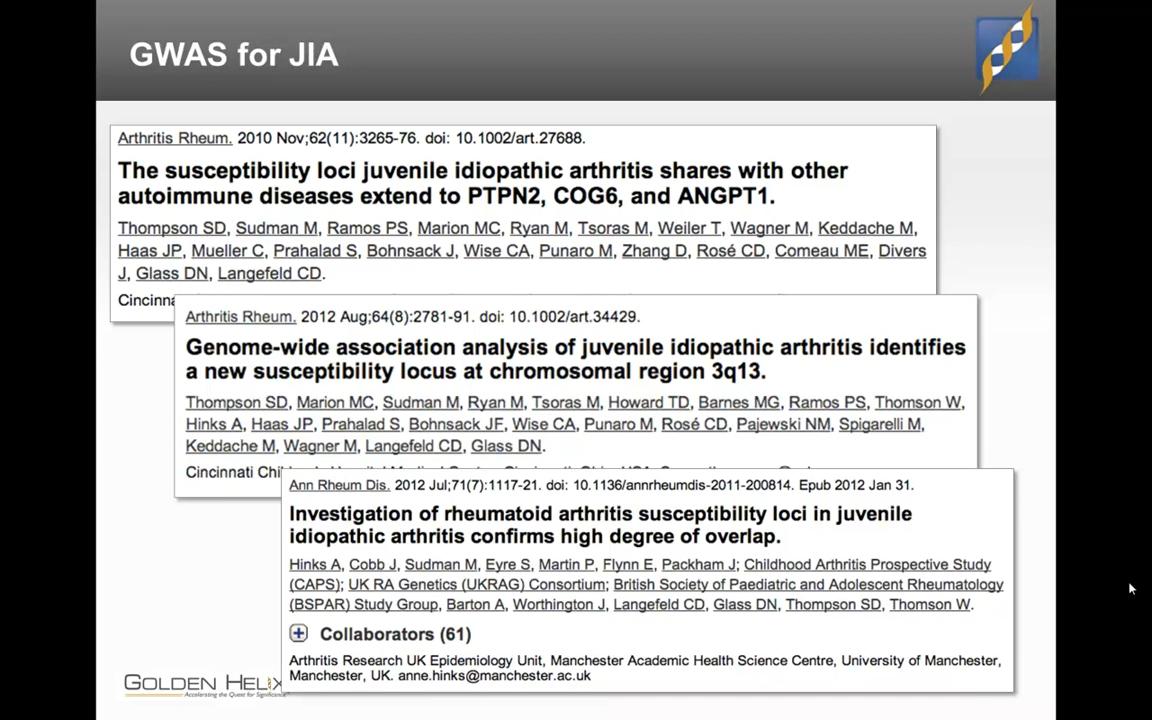 GWAS for JIA
Arthritis Rheum. 2010 Nov;62(11):3265-76. doi: 10.1002/art.27688.
The susceptibility loci juvenile idiopathic arthritis shares with other
autoimmune diseases extend to PTPN2, COG6, and ANGPT1.
Thompson SD, Sudman M, Ramos PS, Marion MC, Ryan M, Tsoras M, Weiler T, Wagner M, Keddache M,
Haas JP, Mueller C, Prahalad S, Bohnsack J, Wise CA, Punaro M, Zhang D, Rosé CD, Comeau ME, Divers
J, Glass DN, Langefeld CD.
Arthritis Rheum. 2012 Aug;64(8):2781-91. doi: 10.1002/art.34429.
Genome-wide association analysis of juvenile idiopathic arthritis identifies
a new susceptibility locus at chromosomal region 3q13.
Thompson SD, Marion MC, Sudman M, Ryan M, Tsoras M, Howard TD, Barnes MG, Ramos PS, Thomson W,
Hinks A, Haas JP, Prahalad S, Bohnsack JF, Wise CA, Punaro M, Rosé CD, Pajewski NM, Spigarelli M,
Keddache M, Wagner M, Langefeld CD, Glass DN.
Cincinnati
Ann Rheum Dis. 2012 Jul;71(7):1117-21. doi: 10.1136/annrheumdis-2011-200814. Epub 2012 Jan 31.
Investigation of rheumatoid arthritis susceptibility loci in juvenile
idiopathic arthritis confirms high degree of overlap.
Hinks A, Cobb J, Sudman M, Eyre S, Martin P, Flynn E, Packham J; Childhood Arthritis Prospective Study
(CAPS); UK RA Genetics (UKRAG) Consortium; British Society of Paediatric and Adolescent Rheumatology
(BSPAR) Study Group, Barton A, Worthington J, Langefeld CD, Glass DN, Thompson SD, Thomson W.
Collaborators (61)
Arthritis Research UK Epidemiology Unit, Manchester Academic Health Science Centre, University of Manchester,
Manchester, UK. anne.hinks@manchester.ac.uk
GOLDEN HELIX
Accelerating the Quest for Significance